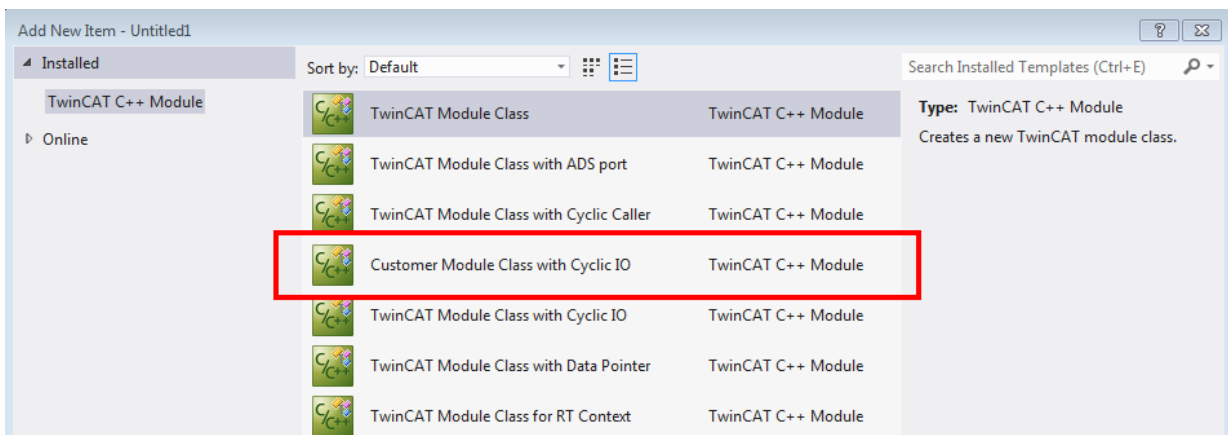 Add New Item - Untitled1
Installed
Sort by: Default
Search Installed Templates (Ctrl+E)
TwinCAT C++ Module
Online
TwinCAT Module Class TwinCAT C++ Module
TwinCAT Module Class with ADS port TwinCAT C++ Module
TwinCAT Module Class with Cyclic Caller TwinCAT C++ Module
Customer Module Class with Cyclic IO TwinCAT C++ Module
TwinCAT Module Class with Cyclic IO TwinCAT C++ Module
TwinCAT Module Class with Data Pointer TwinCAT C++ Module
TwinCAT Module Class for RT Context TwinCAT C++ Module
Type: TwinCAT C++ Module
Creates a new TwinCAT module class.